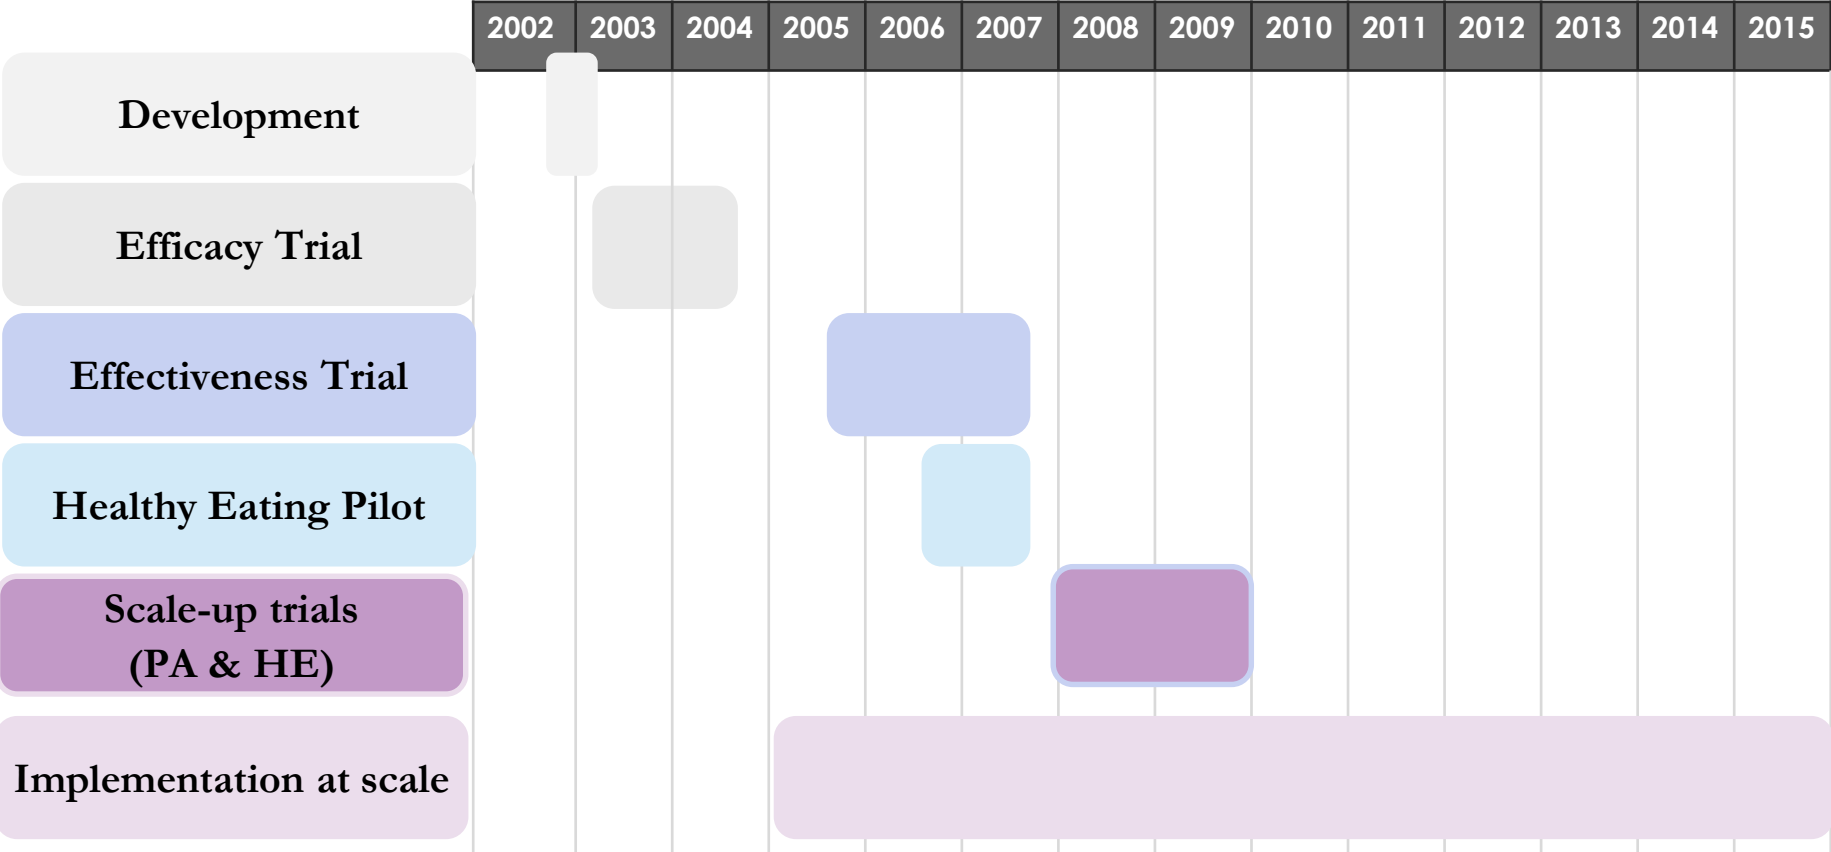 2002 2003 2004 2005 2006 2007 2008 2009 2010 2011 2012 2013 2014 2015
Development
Efficacy Trial
Effectiveness Trial
Healthy Eating Pilot
Scale-up trials
(PA & HE)
Implementation at scale